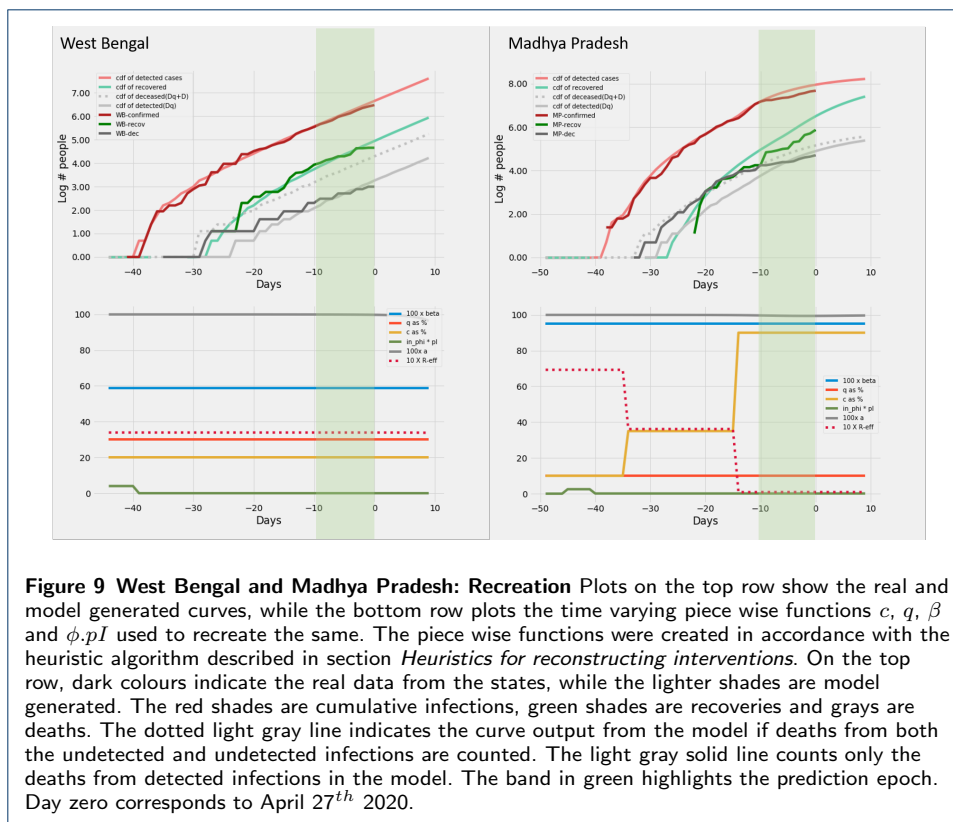 West Bengal
Madhya Pradesh
cdf of detected cases
cdf of recovered
cdf of deceased(Dq+D)
cdf of detected(Dq)
WB-confirmed
WB-recov
WB-dec
7.00
6.00
5.00
4.00
3.00
2.00
1.00
0.00
Log # people
−40
−30
−20
−10
0
10
Days
cdf of detected cases
cdf of recovered
cdf of deceased(Dq+D)
cdf of detected(Dq)
MP-confirmed
MP-recov
MP-dec
8.00
6.00
4.00
2.00
0.00
Log # people
−50
−40
−30
−20
−10
0
10
Days
100 x beta
q as %
c as %
in_phi * pI
100x a
10 X R-eff
100
80
60
40
20
0
−40
−30
−20
−10
0
10
Days
100 x beta
q as %
c as %
in_phi * pI
100x a
10 X R-eff
100
80
60
40
20
0
−50
−40
−30
−20
−10
0
10
Days
Figure 9 West Bengal and Madhya Pradesh: Recreation Plots on the top row show the real and
model generated curves, while the bottom row plots the time varying piece wise functions c, q, β
and ϕ.pI used to recreate the same. The piece wise functions were created in accordance with the
heuristic algorithm described in section Heuristics for reconstructing interventions. On the top
row, dark colours indicate the real data from the states, while the lighter shades are model
generated. The red shades are cumulative infections, green shades are recoveries and grays are
deaths. The dotted light gray line indicates the curve output from the model if deaths from both
the undetected and undetected infections are counted. The light gray solid line counts only the
deaths from detected infections in the model. The band in green highlights the prediction epoch.
Day zero corresponds to April 27th 2020.